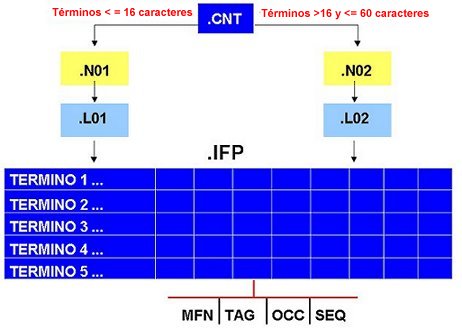 Términos < = 16 caracteres
.CNT
Términos >16 y <= 60 caracteres
.N01
.N02
.L01
.L02
.IFP
TERMINO 1 ...
TERMINO 2 ...
TERMINO 3 ...
TERMINO 4 ...
TERMINO 5 ...
MFN TAG OCC SEQ